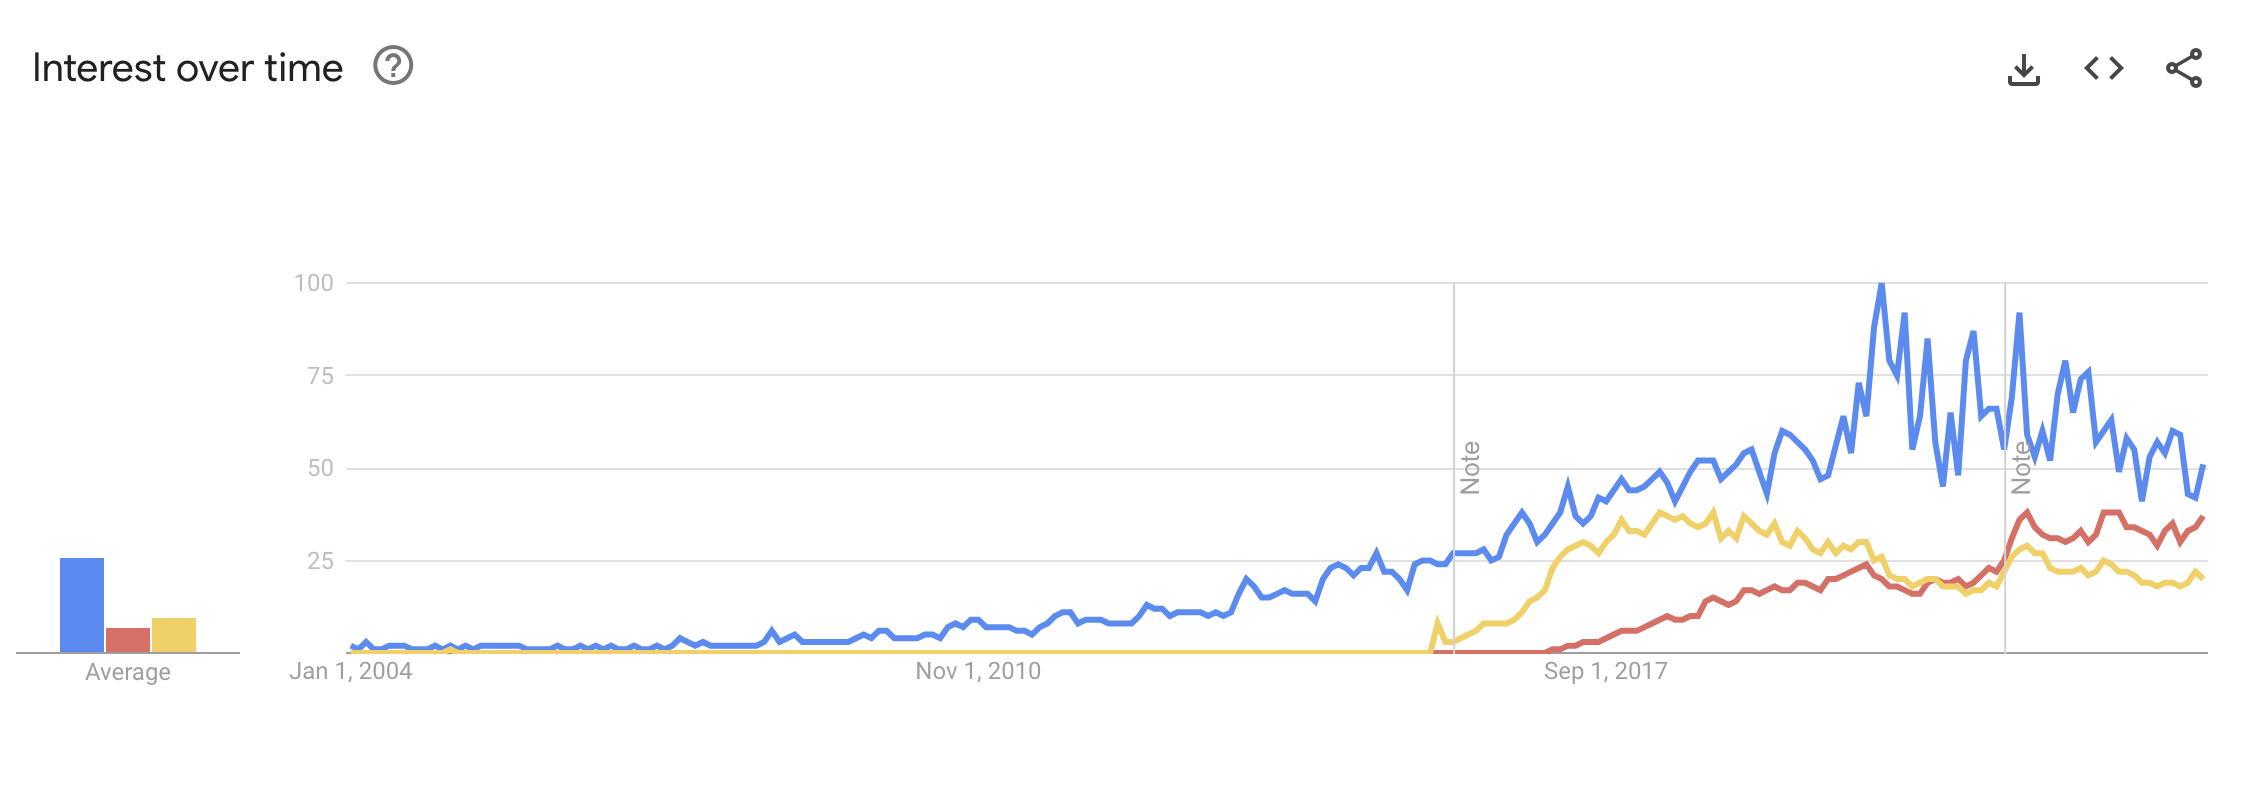 Interest over time
100
75
50
25
Note
Note
Average
Jan 1, 2004
Nov 1, 2010
Sep 1, 2017